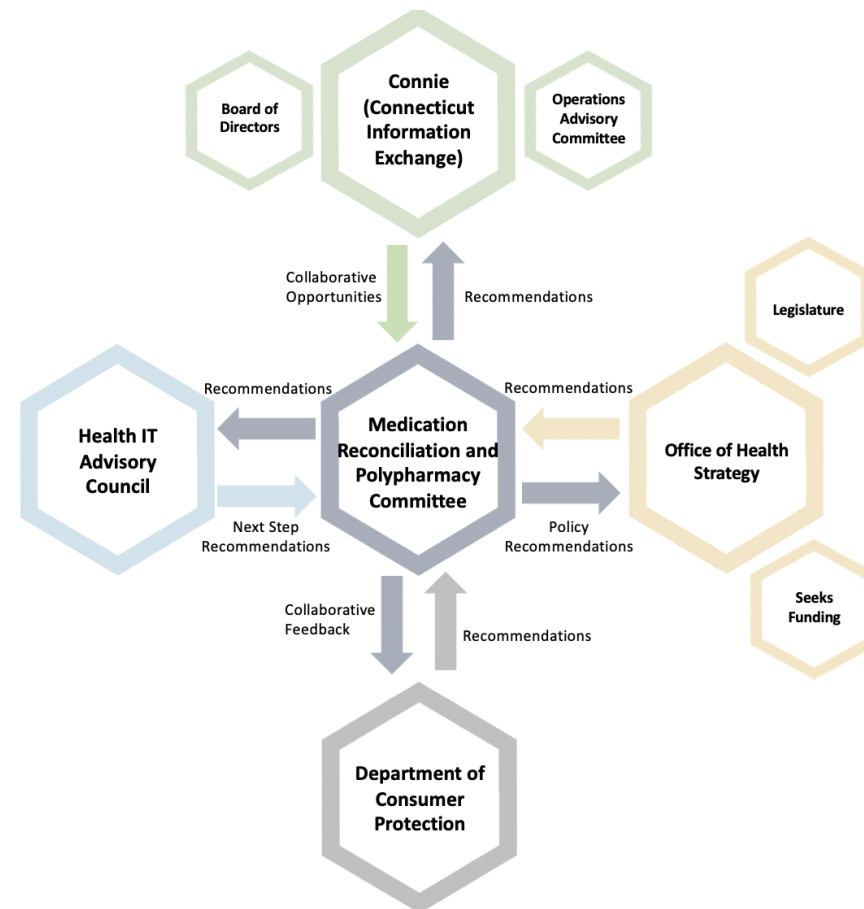 Board of
Directors
Connie
(Connecticut
Information
Exchange)
Operations
Advisory
Committee
Collaborative
Opportunities
Recommendations
Legislature
Recommendations
Recommendations
Health IT
Advisory
Council
Medication
Reconciliation and
Polypharmacy
Committee
Office of Health
Strategy
Next Step
Recommendations
Policy
Recommendations
Collaborative
Feedback
Recommendations
Seeks
Funding
Department of
Consumer
Protection